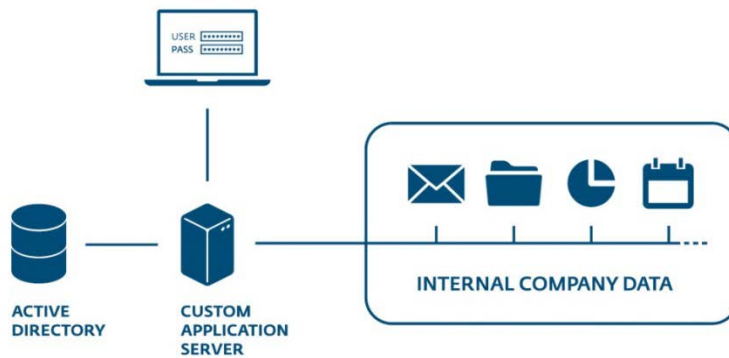 USER
PASS
ACTIVE
DIRECTORY
CUSTOM
APPLICATION
SERVER
INTERNAL COMPANY DATA